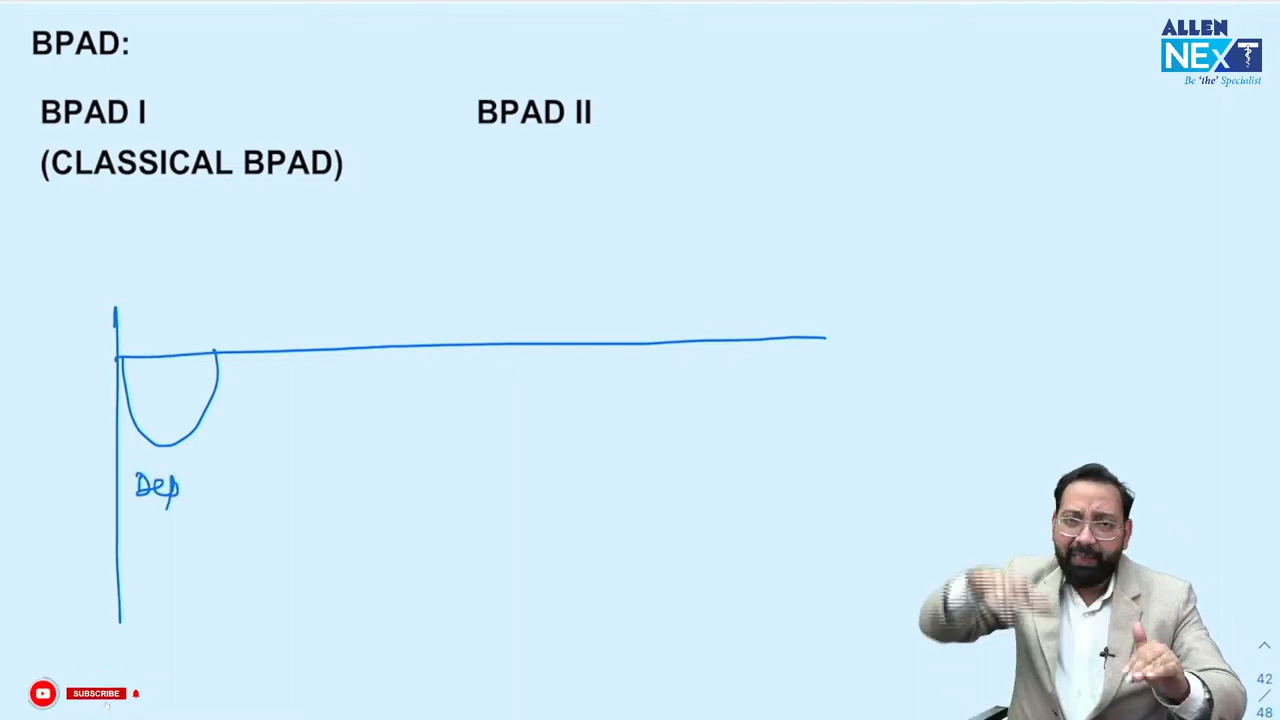 BPAD:
ALLEN
NExT
Be 'the' Specialist
BPAD I
BPAD II
(CLASSICAL BPAD)
Dep
SUBSCRIBE
42
/
48